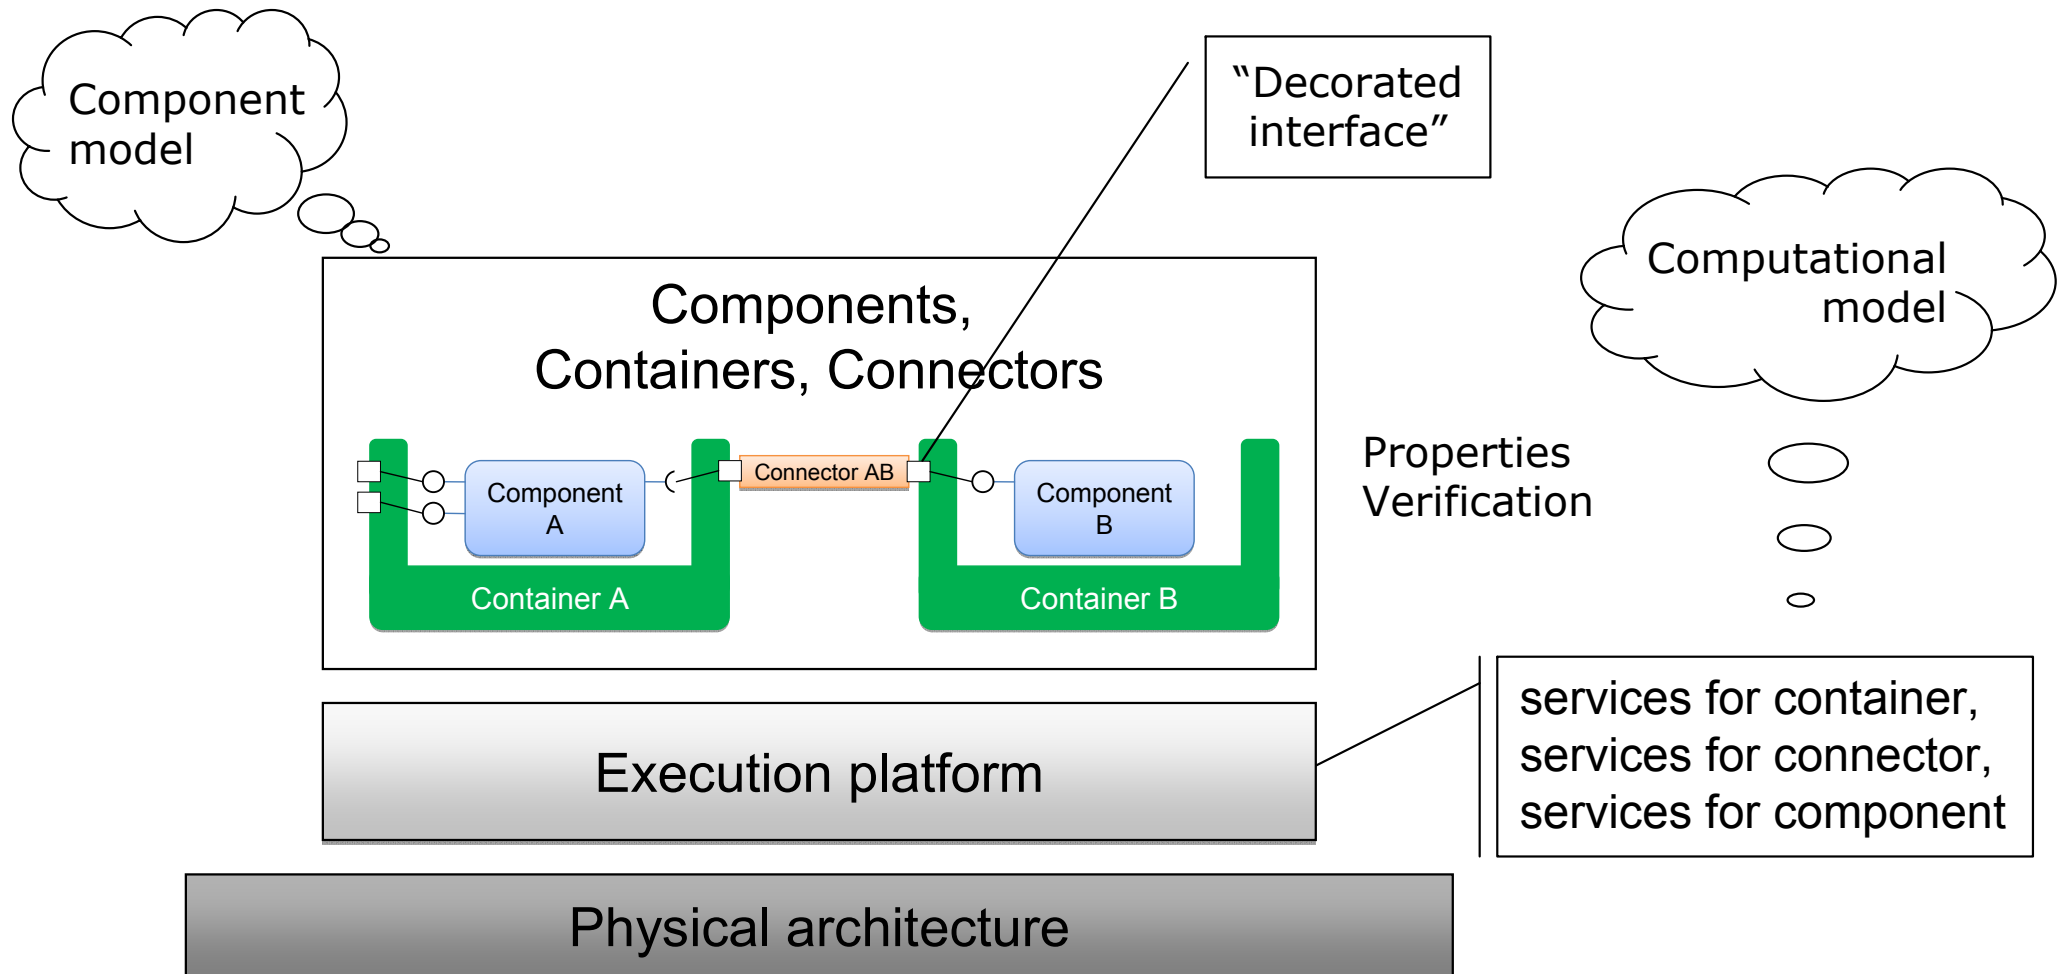 Component
model
“Decorated
interface”
Computational
model
Components,
Containers, Connectors
Component
A
Connector AB
Component
B
Container A
Container B
Properties
Verification
Execution platform
services for container,
services for connector,
services for component
Physical architecture